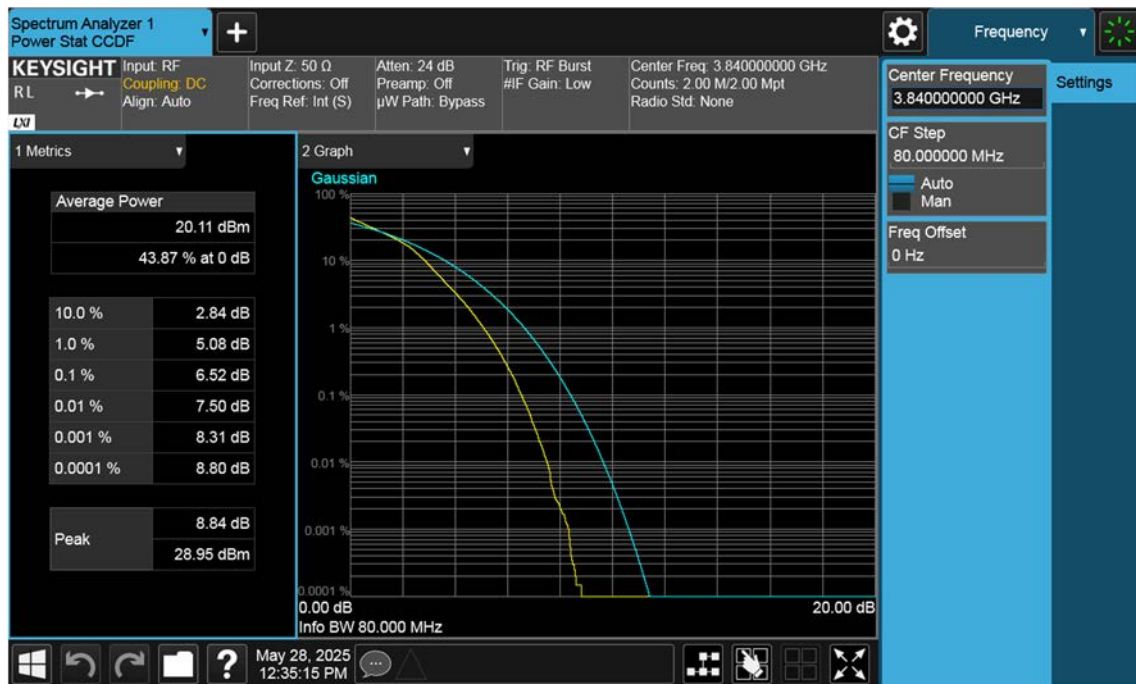 Spectrum Analyzer 1
Power Stat CCDF
+
Frequency
KEYSIGHT
RL
LXI
Input: RF
Coupling: DC
Align: Auto
Input Z: 50 Ω
Corrections: Off
Freq Ref: Int (S)
Atten: 24 dB
Preamp: Off
µW Path: Bypass
Trig: RF Burst
#IF Gain: Low
Center Freq: 3.840000000 GHz
Counts: 2.00 M/2.00 Mpt
Radio Std: None
Center Frequency
3.840000000 GHz
Settings
CF Step
80.000000 MHz
Auto
Man
Freq Offset
0 Hz
1 Metrics
Average Power
20.11 dBm
43.87 % at 0 dB
10.0 % 2.84 dB
1.0 % 5.08 dB
0.1 % 6.52 dB
0.01 % 7.50 dB
0.001 % 8.31 dB
0.0001 % 8.80 dB
Peak
8.84 dB
28.95 dBm
2 Graph
Gaussian
100 %
10 %
1 %
0.1 %
0.01 %
0.001 %
0.0001 %
0.00 dB 20.00 dB
Info BW 80.000 MHz
?
May 28, 2025
12:35:15 PM